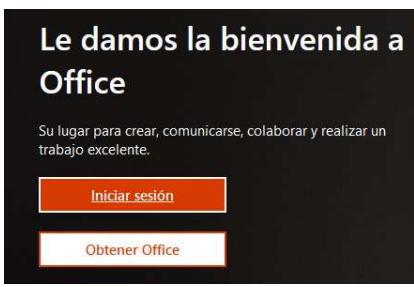 Le damos la bienvenida a
Office
Su lugar para crear, comunicarse, colaborar y realizar un
trabajo excelente.
Iniciar sesión
Obtener Office